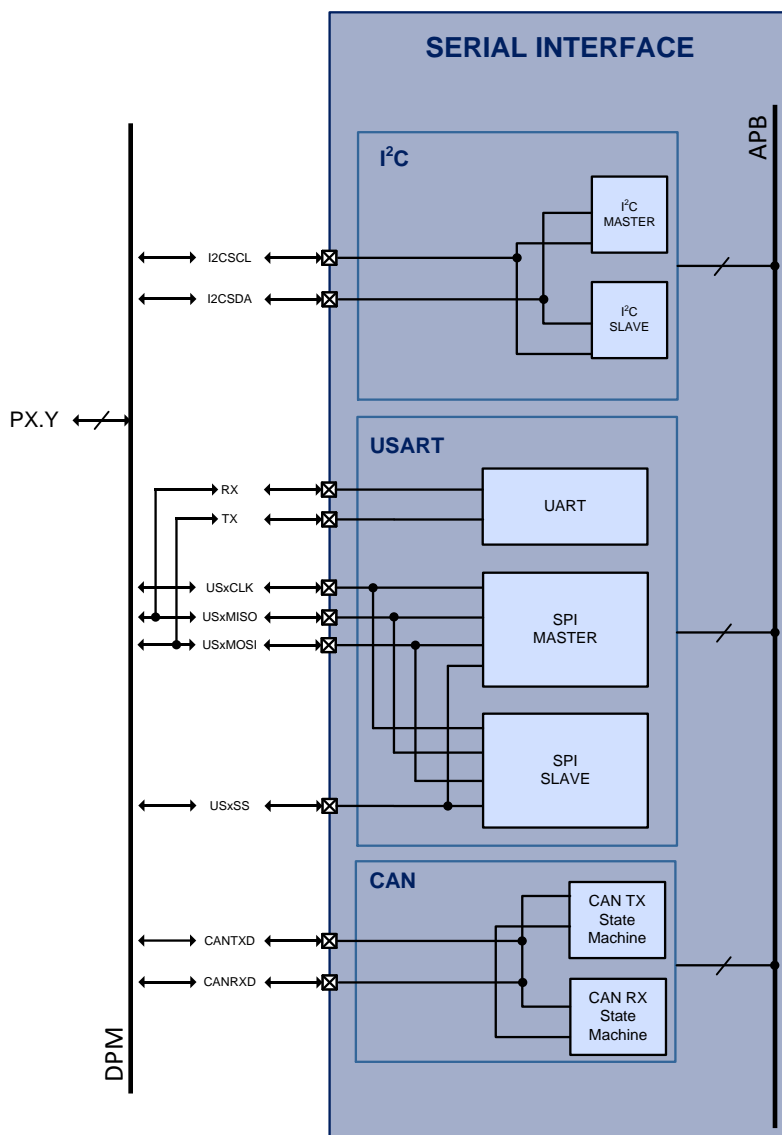 SERIAL INTERFACE
APB
I²C
I²C
MASTER
I2CSCL
I2CSDA
I²C
SLAVE
PX.Y
USART
RX
TX
UART
USxCLK
USxMISO
USxMOSI
SPI
MASTER
SPI
SLAVE
USxSS
CAN
CAN TX
State
Machine
CANTXD
CANRXD
CAN RX
State
Machine
DPM